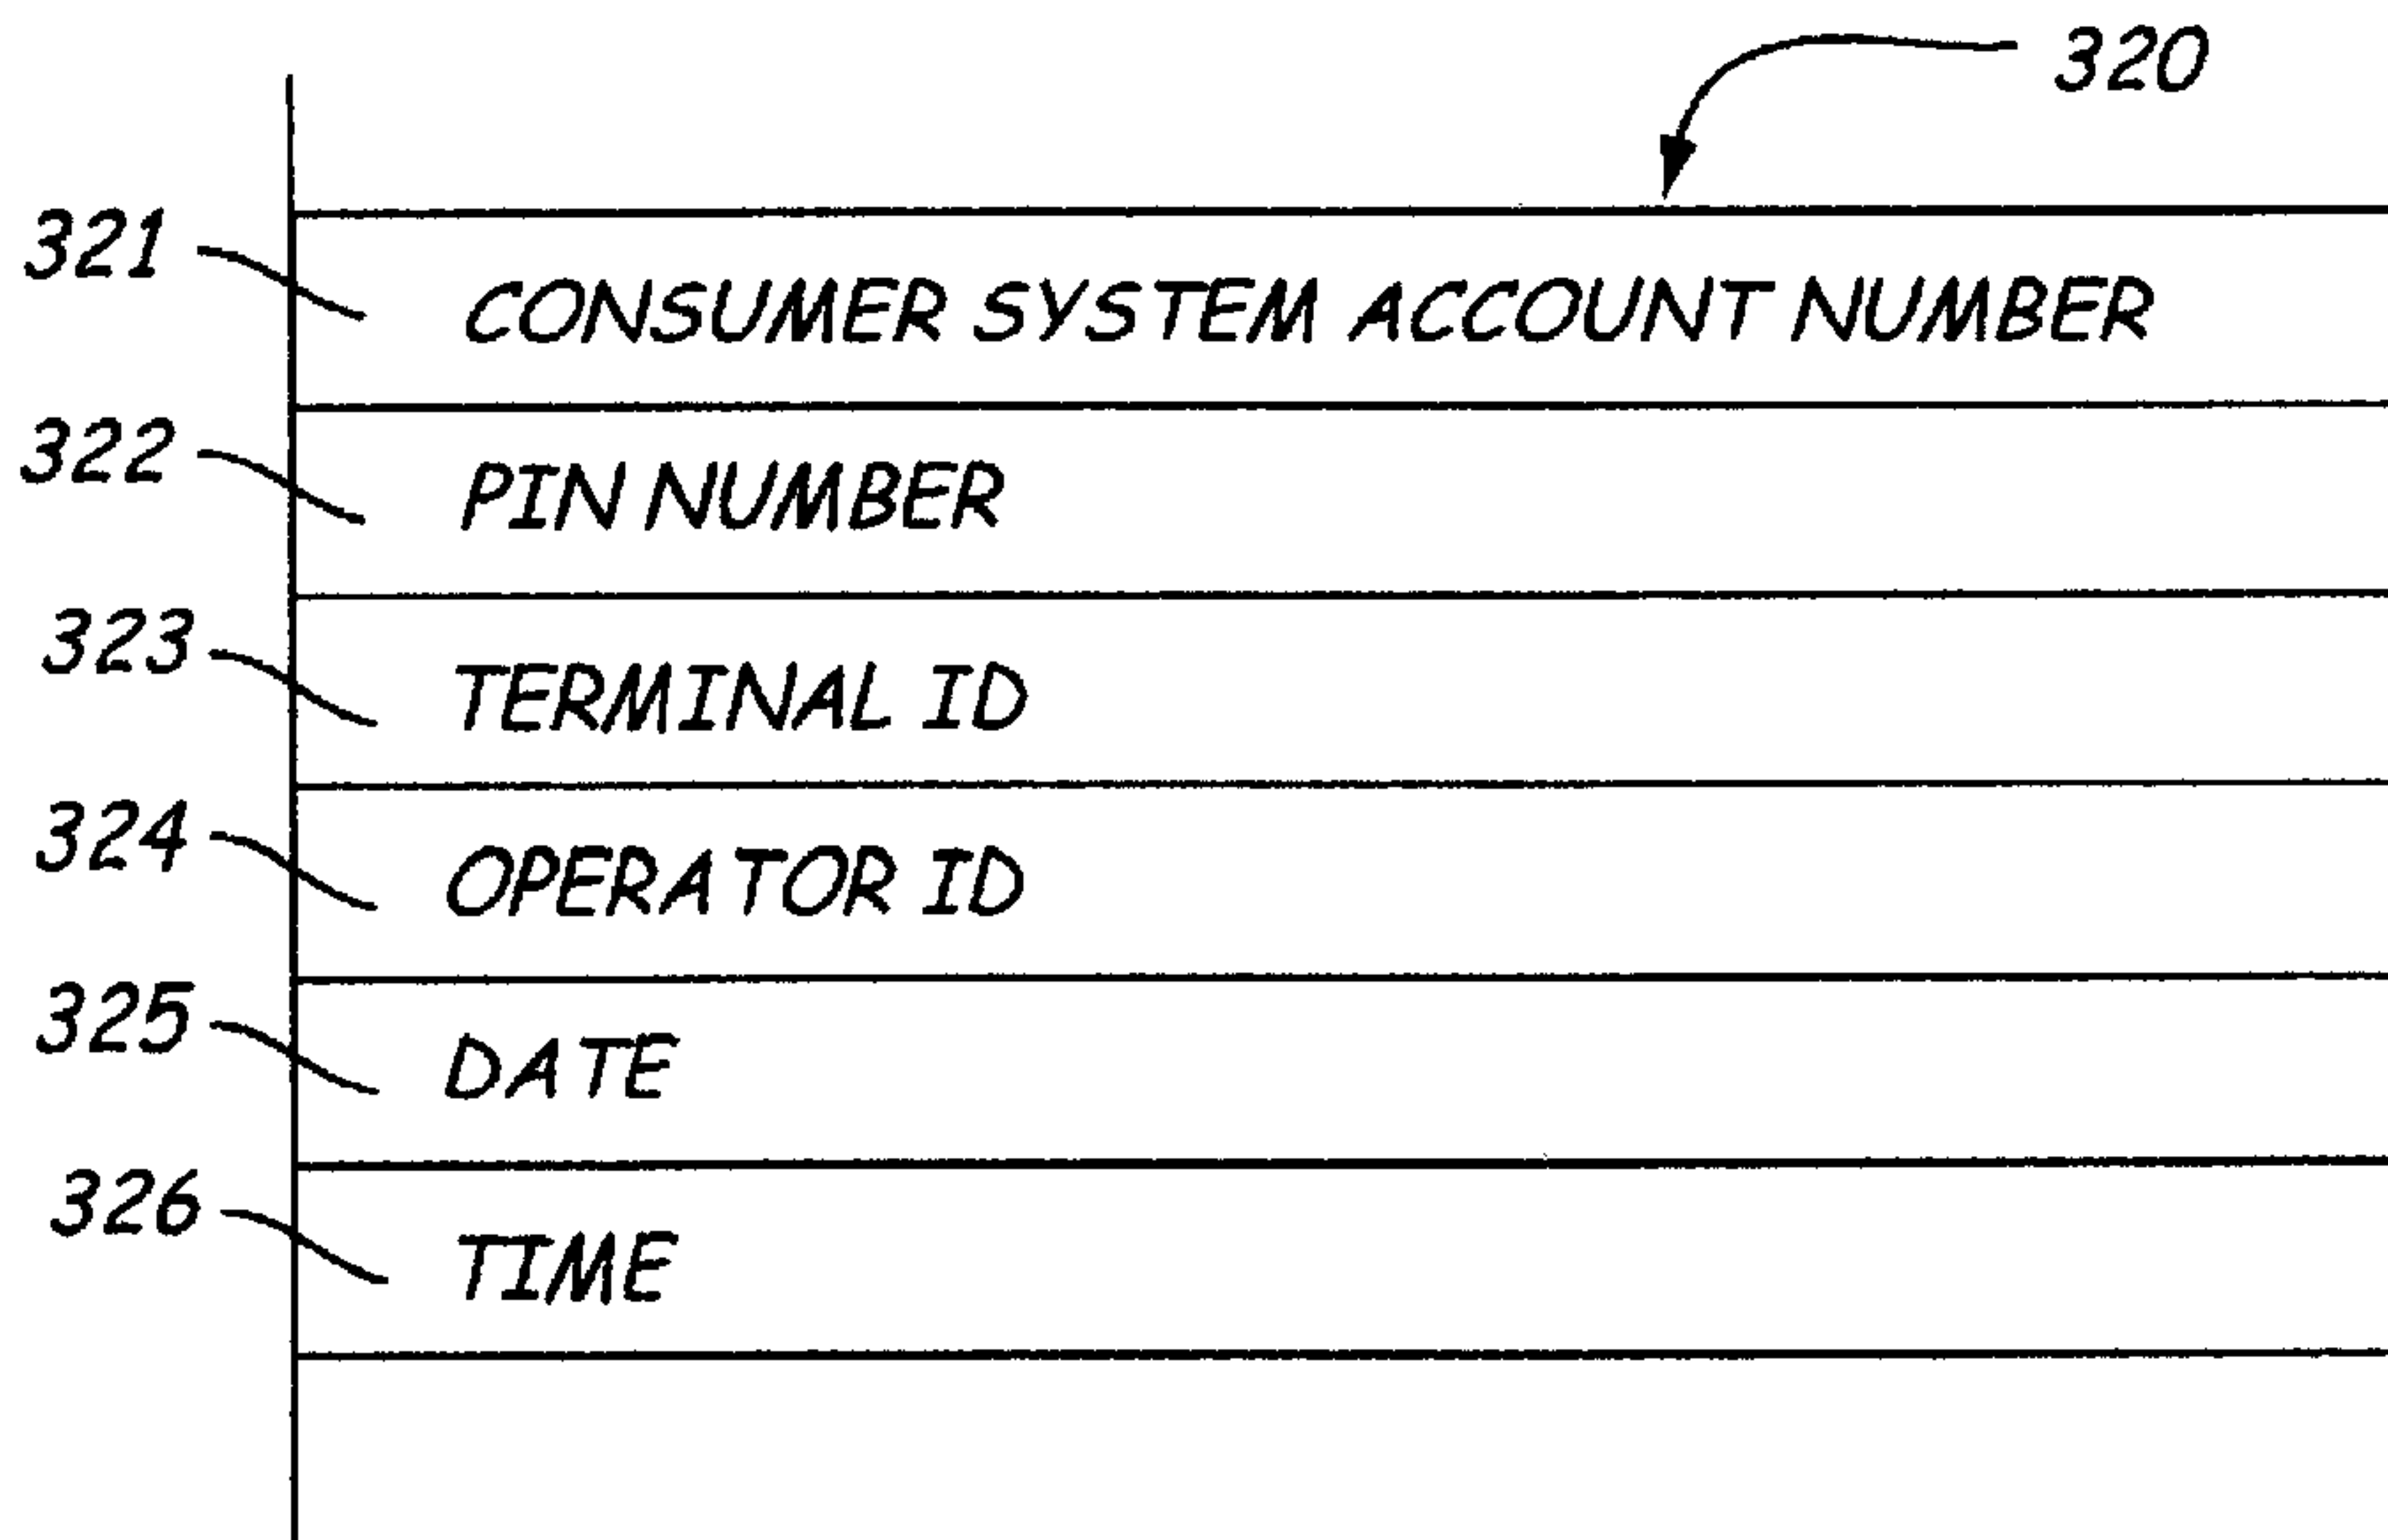 320
321 CONSUMER SYSTEM ACCOUNT NUMBER
322 PIN NUMBER
323 TERMINAL ID
324 OPERATOR ID
325 DATE
326 TIME